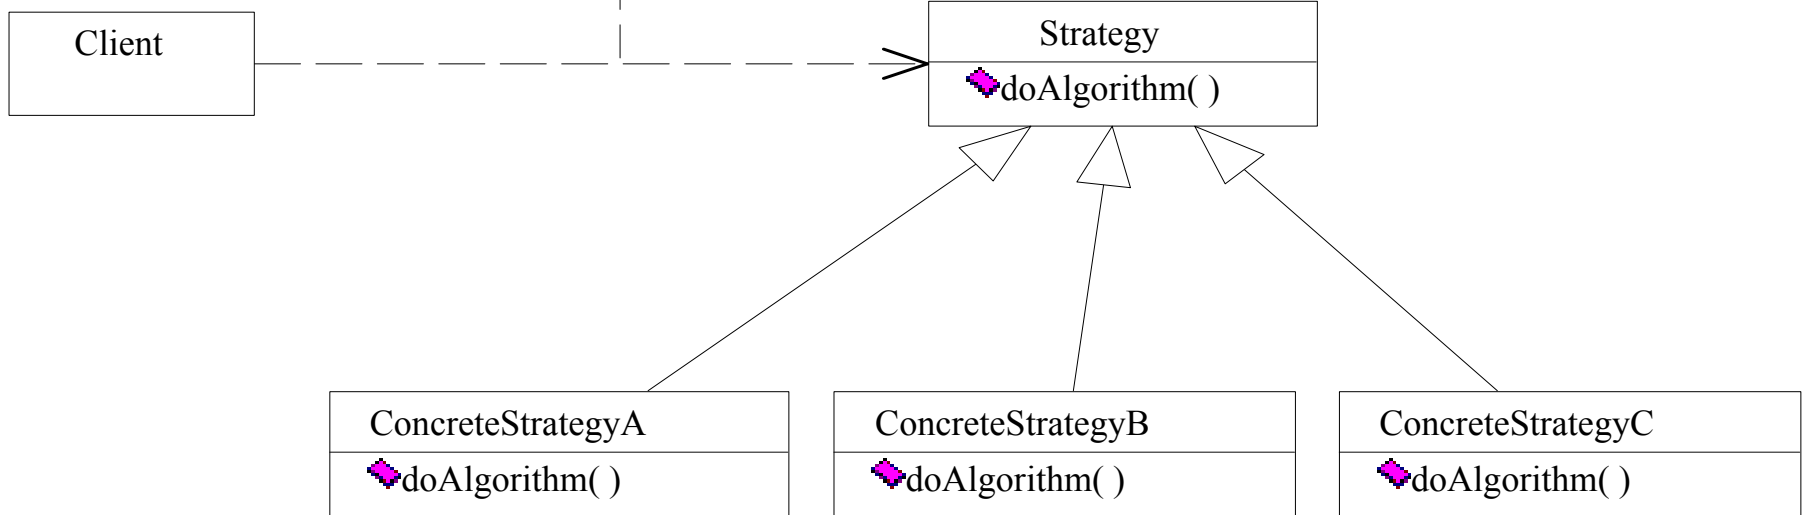 Client
Strategy
doAlgorithm( )
ConcreteStrategyA
doAlgorithm( )
ConcreteStrategyB
doAlgorithm( )
ConcreteStrategyC
doAlgorithm( )